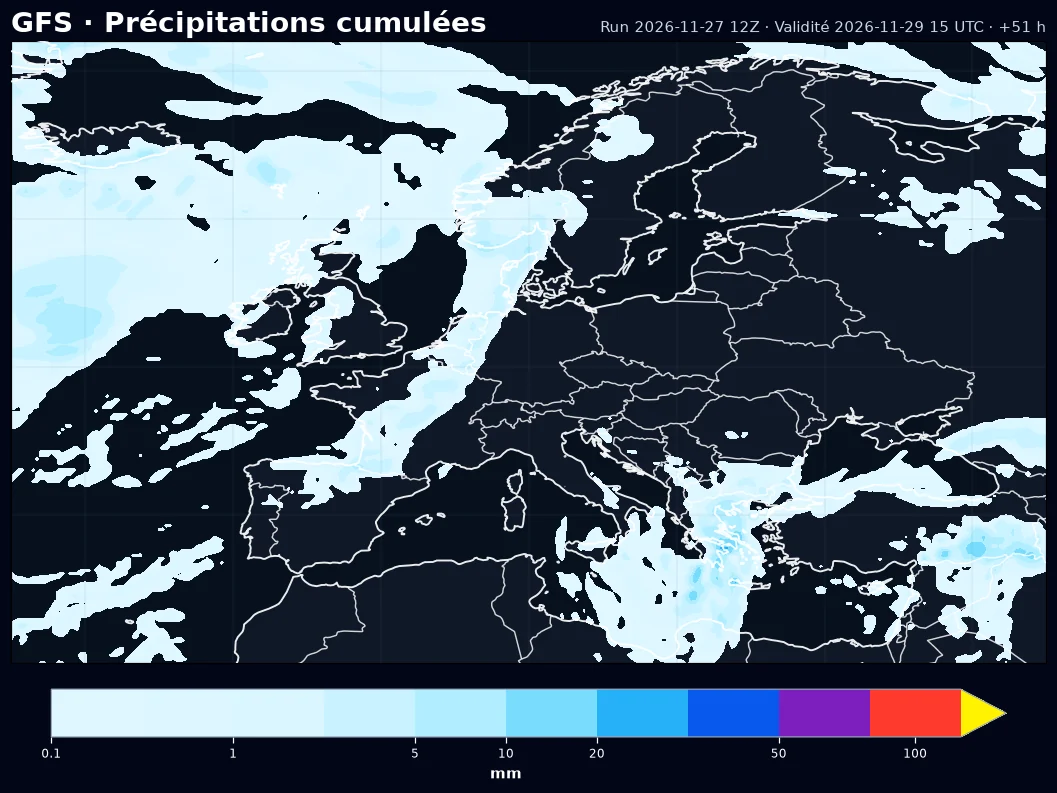 GFS · Précipitations cumulées
Run 2026-11-27 12Z · Validité 2026-11-29 15 UTC · +51 h
0.1 1 5 10 20 50 100
mm